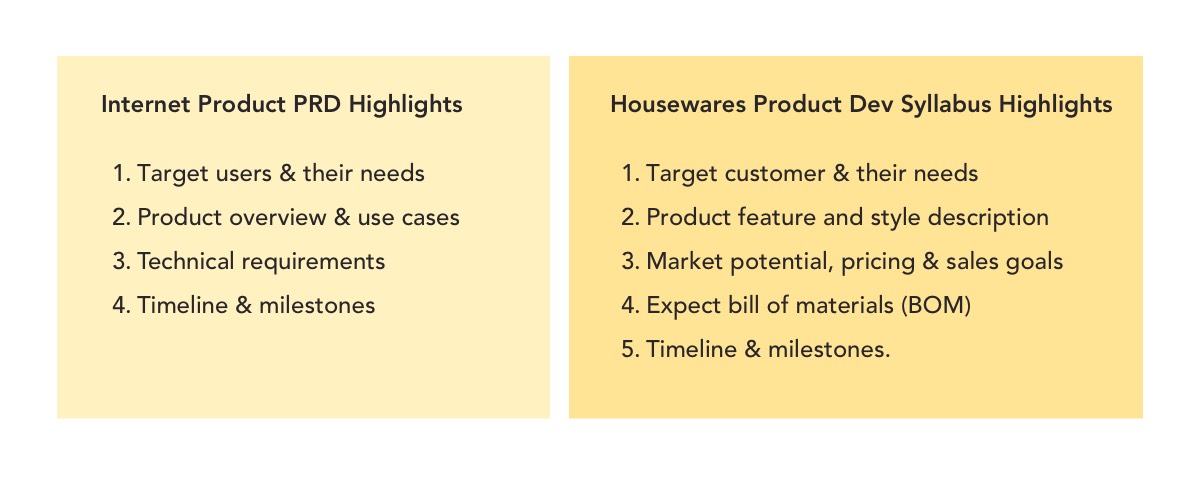 Internet Product PRD Highlights
1. Target users & their needs
2. Product overview & use cases
3. Technical requirements
4. Timeline & milestones
Housewares Product Dev Syllabus Highlights
1. Target customer & their needs
2. Product feature and style description
3. Market potential, pricing & sales goals
4. Expect bill of materials (BOM)
5. Timeline & milestones.